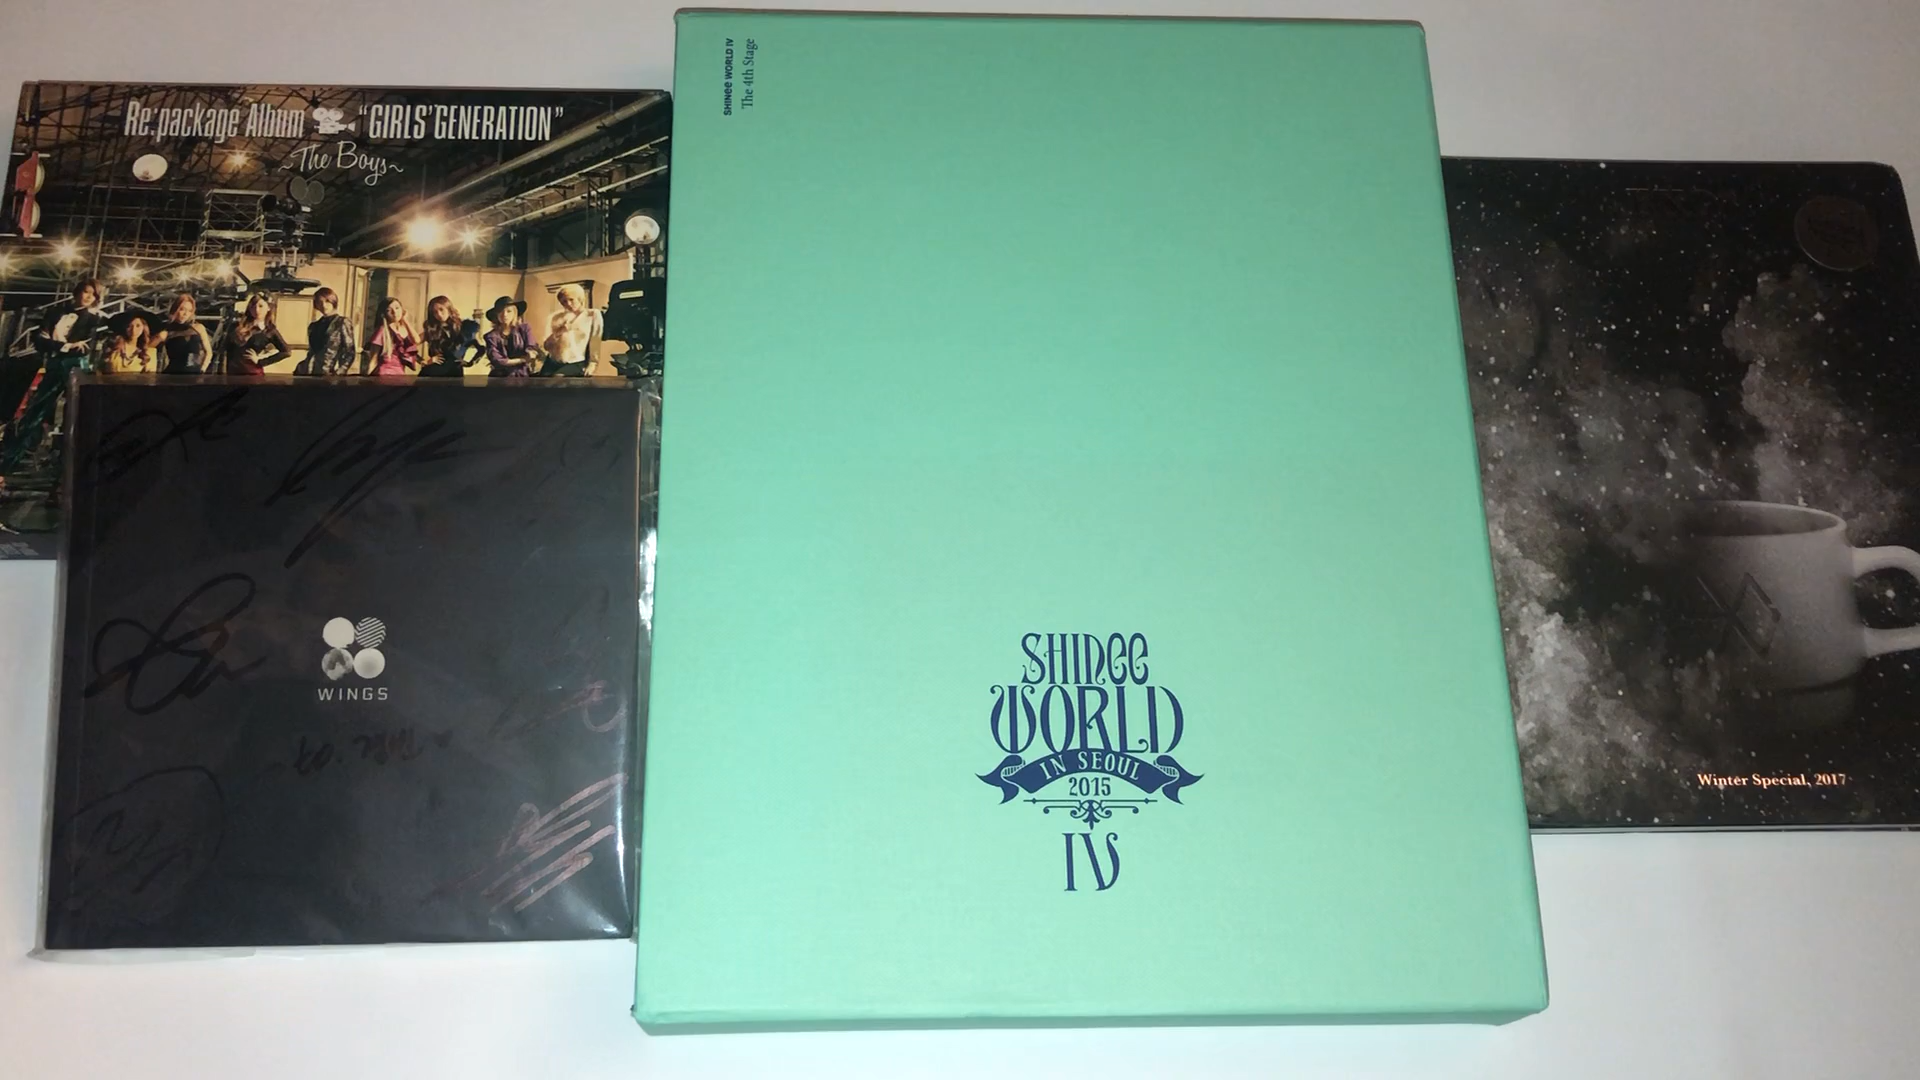 Re:package Album "GIRLS' GENERATION"
~The Boys~
WINGS
SHINee WORLD IV
The 4th Stage
SHINee
WORLD
IN SEOUL
2015
IV
Winter Special, 2017